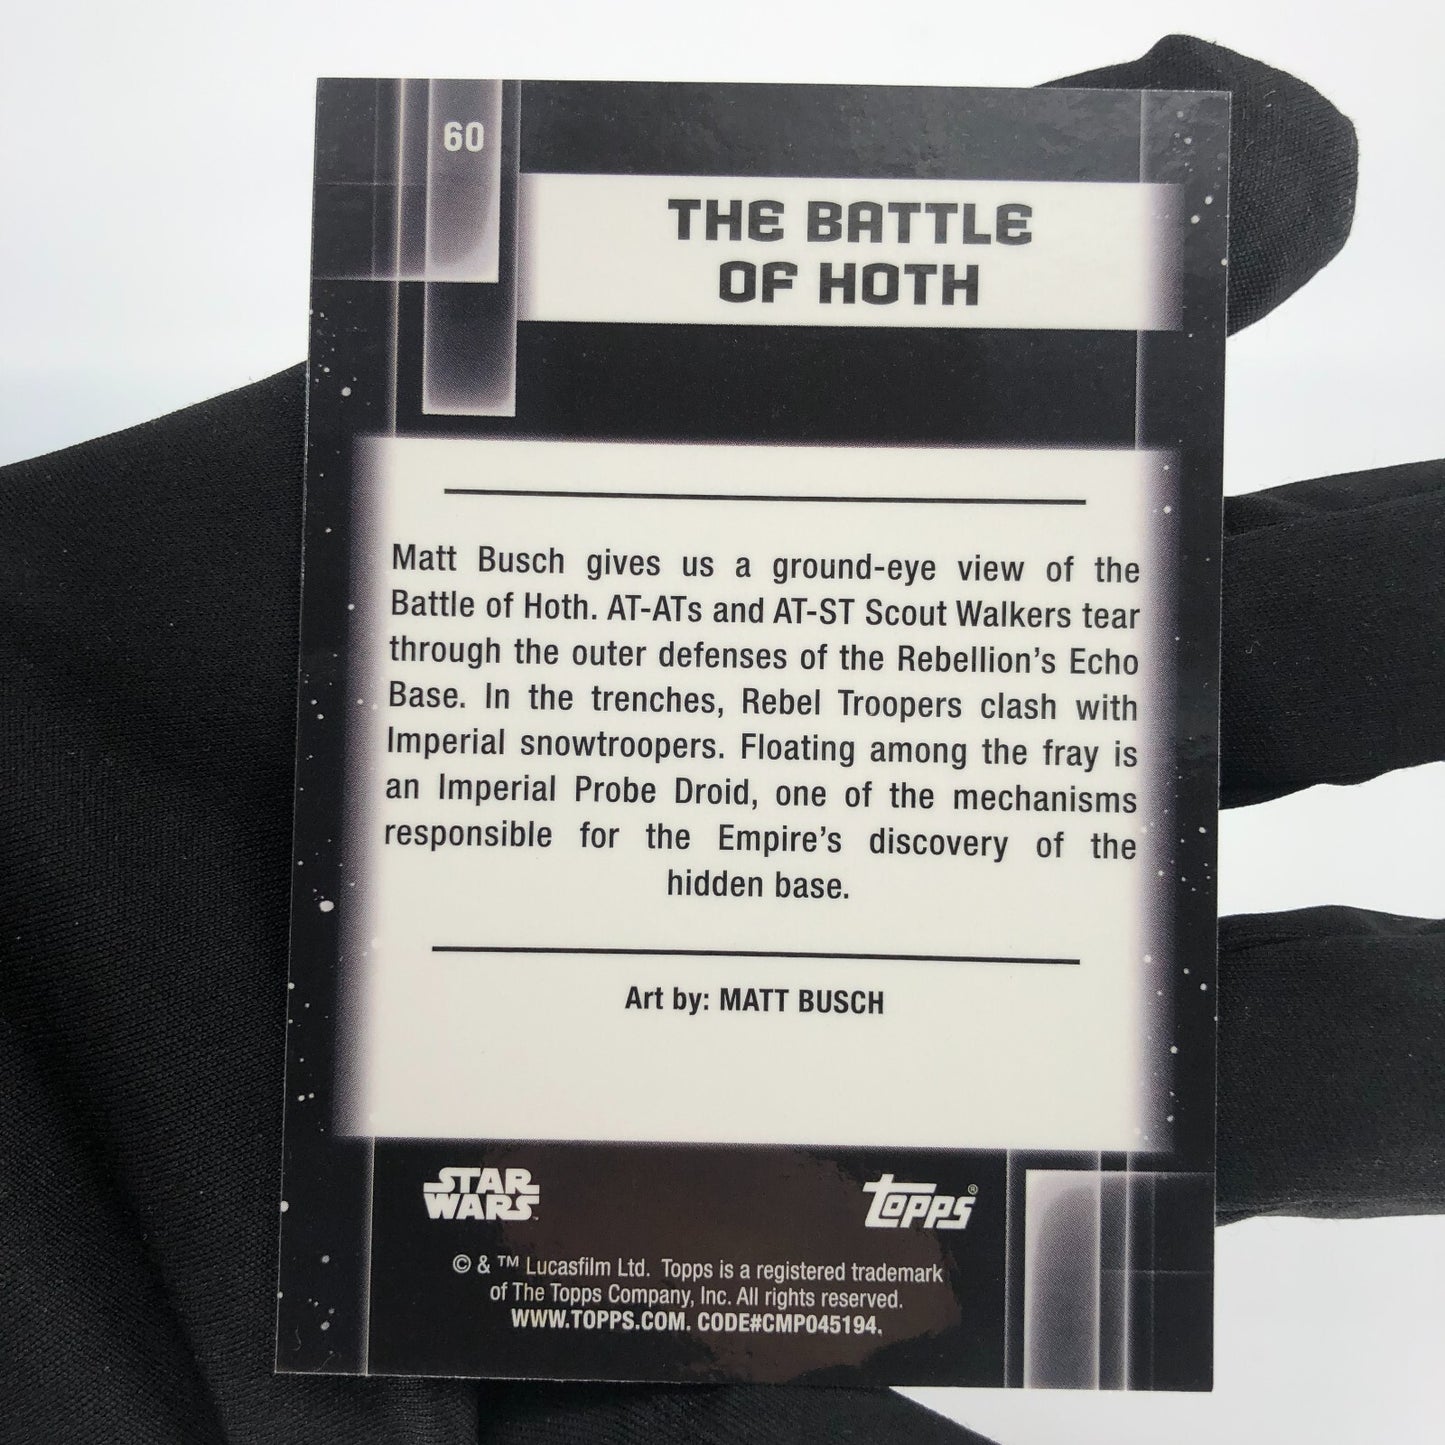 60
THE BATTLE
OF HOTH
Matt Busch gives us a ground-eye view of the
Battle of Hoth. AT-ATs and AT-ST Scout Walkers tear
through the outer defenses of the Rebellion's Echo
Base. In the trenches, Rebel Troopers clash with
Imperial snowtroopers. Floating among the fray is
an Imperial Probe Droid, one of the mechanisms
responsible for the Empire's discovery of the
hidden base.
Art by: MATT BUSCH
STAR
WARS™
Topps®
© & ™ Lucasfilm Ltd. Topps is a registered trademark
of The Topps Company, Inc. All rights reserved.
WWW.TOPPS.COM. CODE#CMP045194.